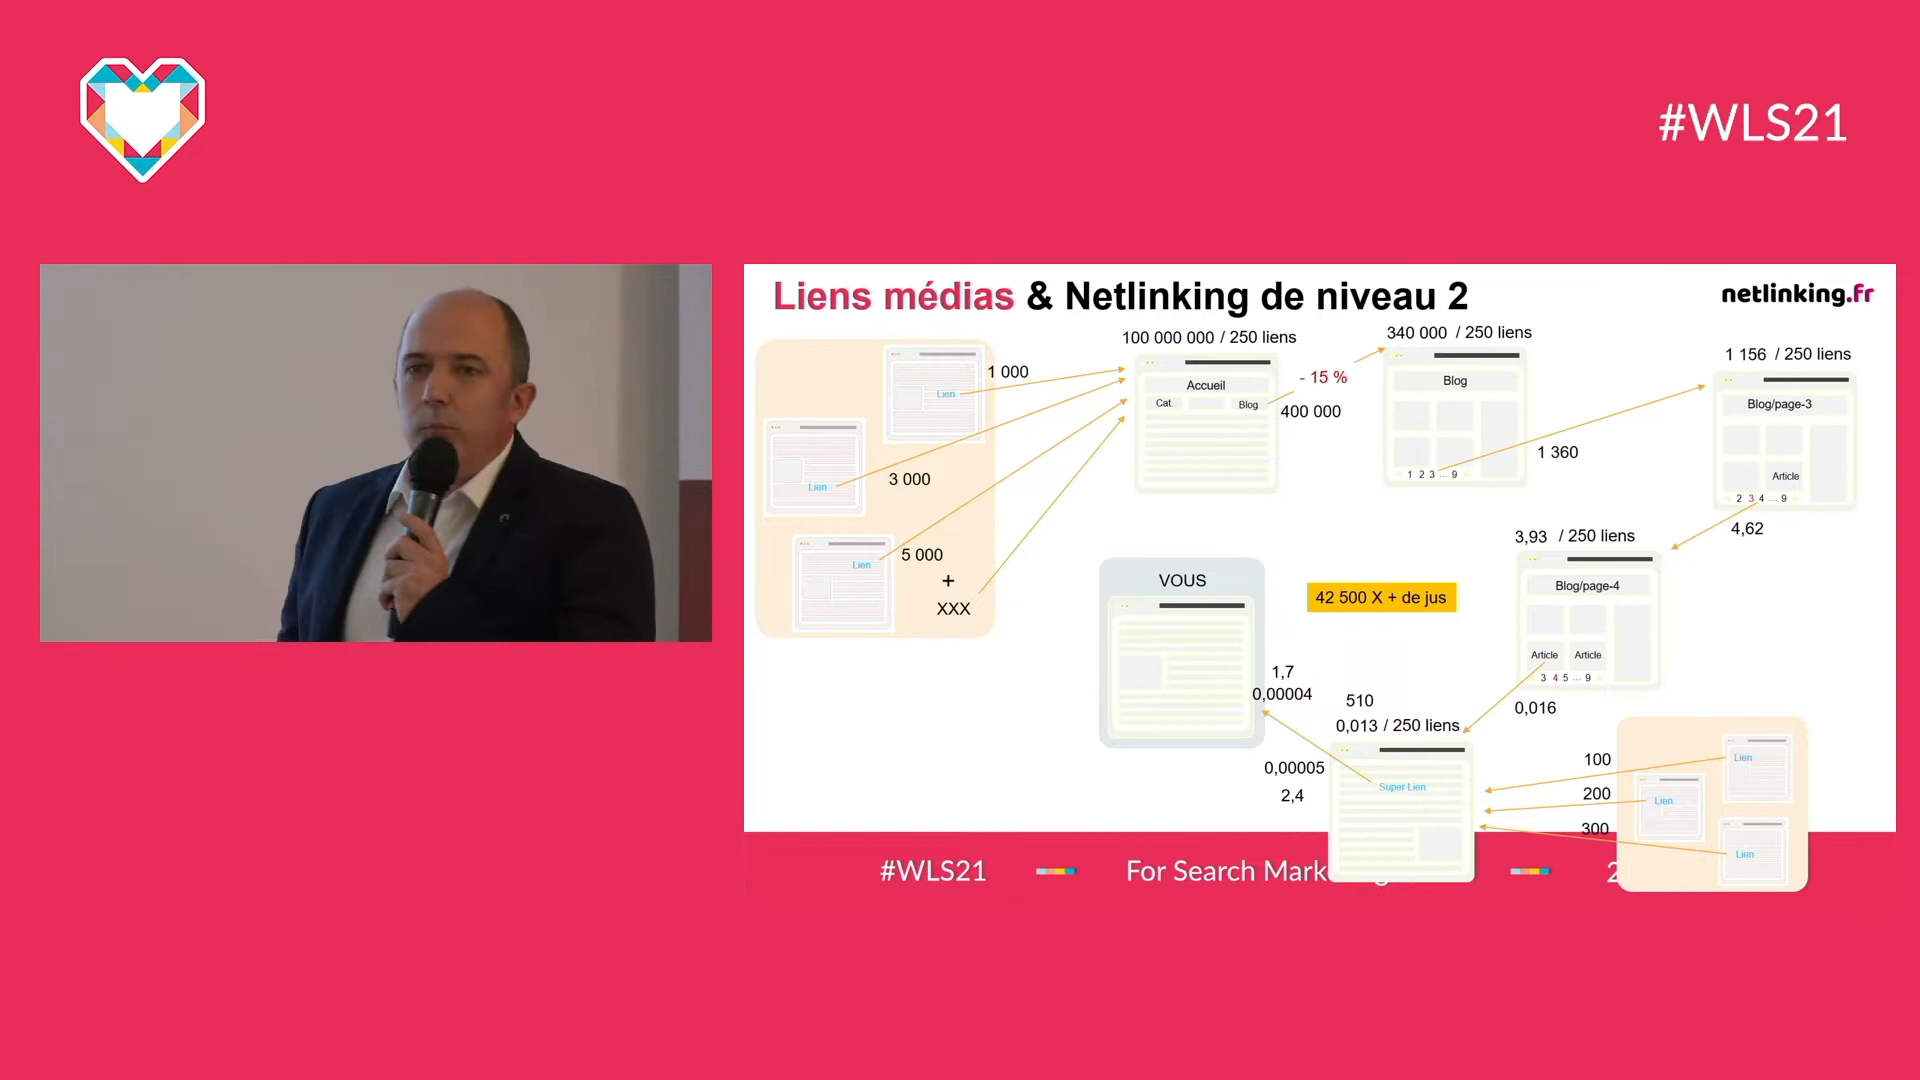 #WLS21
Liens médias & Netlinking de niveau 2
netlinking.fr
100 000 000 / 250 liens
340 000 / 250 liens
1 156 / 250 liens
1 000
Lien
Accueil
Cat.
Blog
- 15 %
400 000
Blog
1 2 3 ... 9
1 360
Blog/page-3
Article
2 3 4 ... 9
4,62
Lien
3 000
Lien
5 000
+
XXX
3,93 / 250 liens
Blog/page-4
Article
Article
3 4 5 ... 9
0,016
VOUS
42 500 X + de jus
1,7
0,00004
510
0,013 / 250 liens
0,00005
2,4
Super Lien
100
200
300
Lien
Lien
Lien
#WLS21
For Search Mark